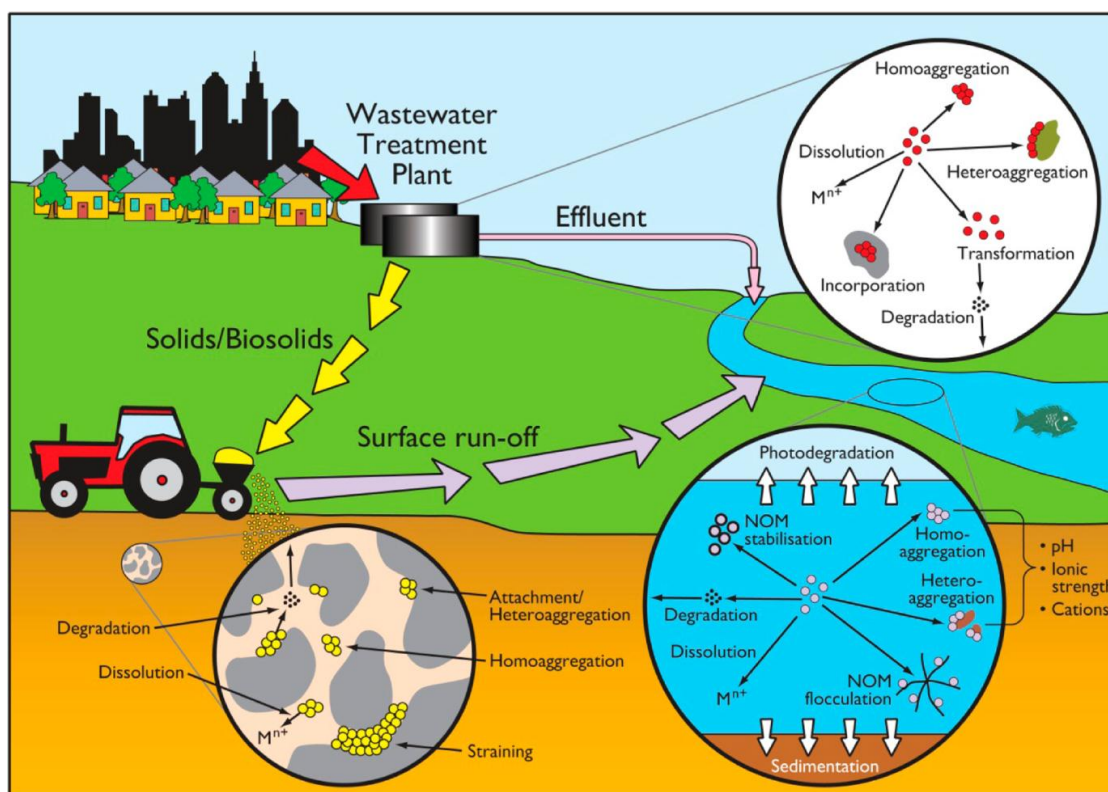 Wastewater
Treatment
Plant
Effluent
Solids/Biosolids
Surface run-off
Homoaggregation
Dissolution
Mⁿ⁺
Heteroaggregation
Transformation
Incorporation
Degradation
Photodegradation
NOM
stabilisation
Homo-
aggregation
Hetero-
aggregation
Degradation
Dissolution
Mⁿ⁺
NOM
flocculation
Sedimentation
• pH
• Ionic
strength
• Cations
Degradation
Dissolution
Mⁿ⁺
Attachment/
Heteroaggregation
Homoaggregation
Straining